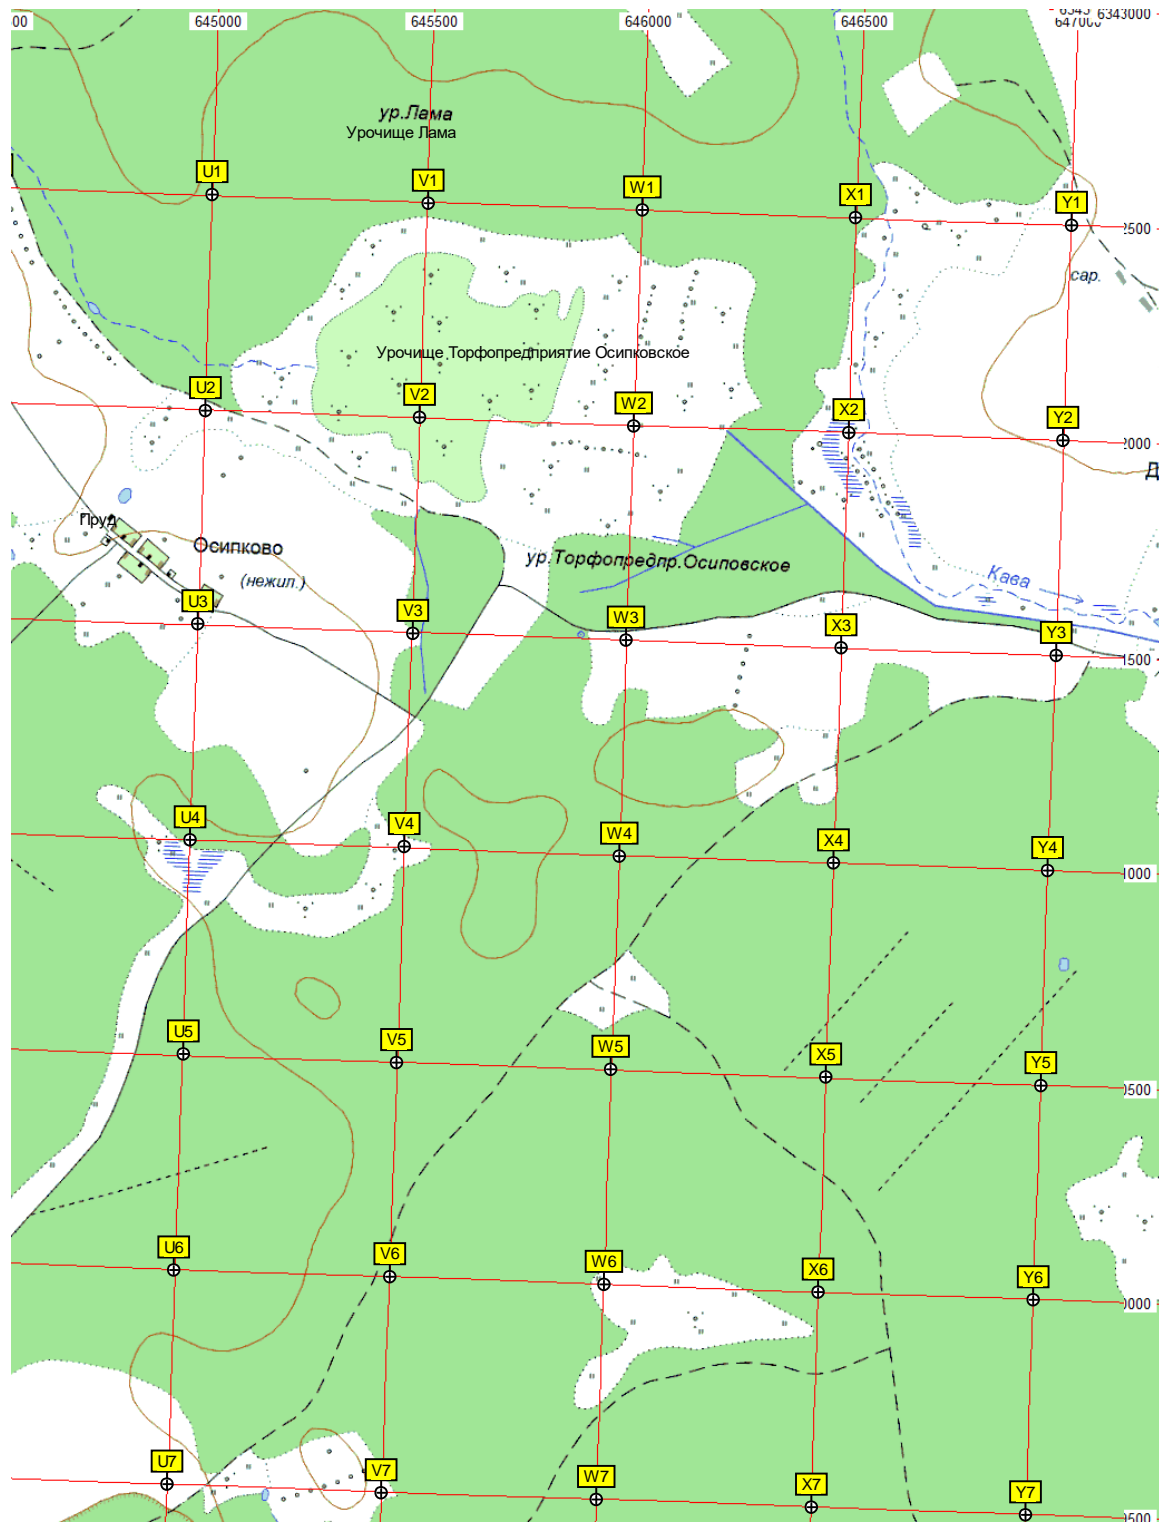 00 645000 645500 646000 646500 647000 6343000
ур.Лама
Урочище Лама
U1 V1 W1 X1 Y1
2500
сар.
Урочище Торфопредприятие Осипковское
U2 V2 W2 X2 Y2
2000
Д
Пруд
Осипково
(нежил.)
ур.Торфопредпр.Осиповское
Кава
U3 V3 W3 X3 Y3
1500
U4 V4 W4 X4 Y4
1000
U5 V5 W5 X5 Y5
0500
U6 V6 W6 X6 Y6
0000
U7 V7 W7 X7 Y7
9500